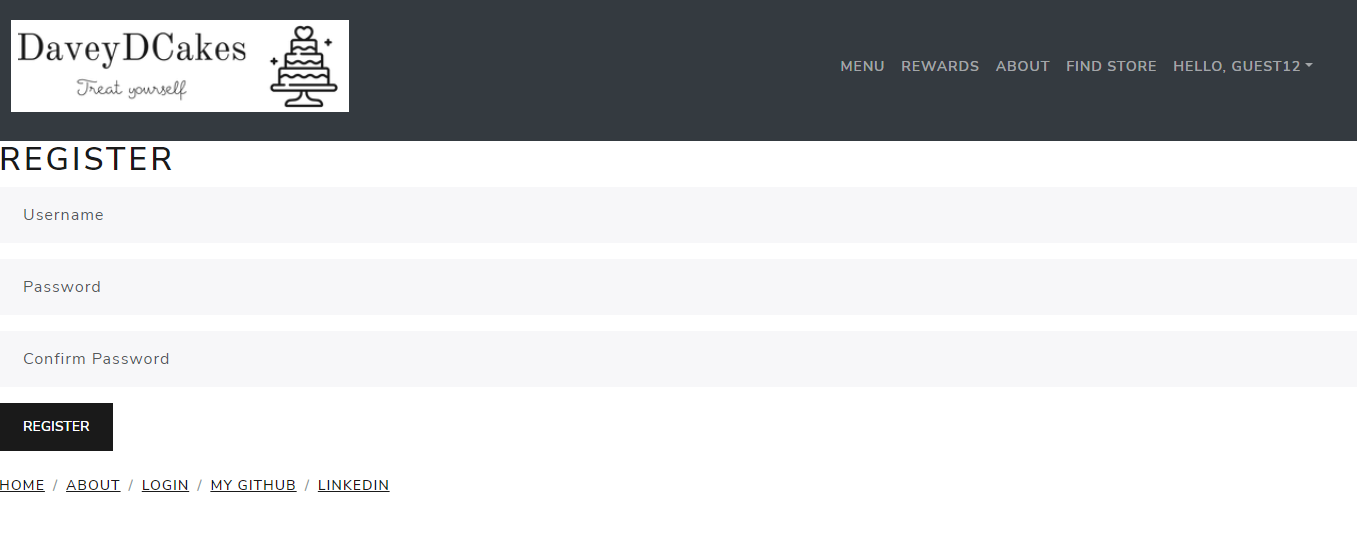 DaveyDCakes
Treat yourself
MENU REWARDS ABOUT FIND STORE HELLO, GUEST12
REGISTER
Username
Password
Confirm Password
REGISTER
HOME / ABOUT / LOGIN / MY GITHUB / LINKEDIN